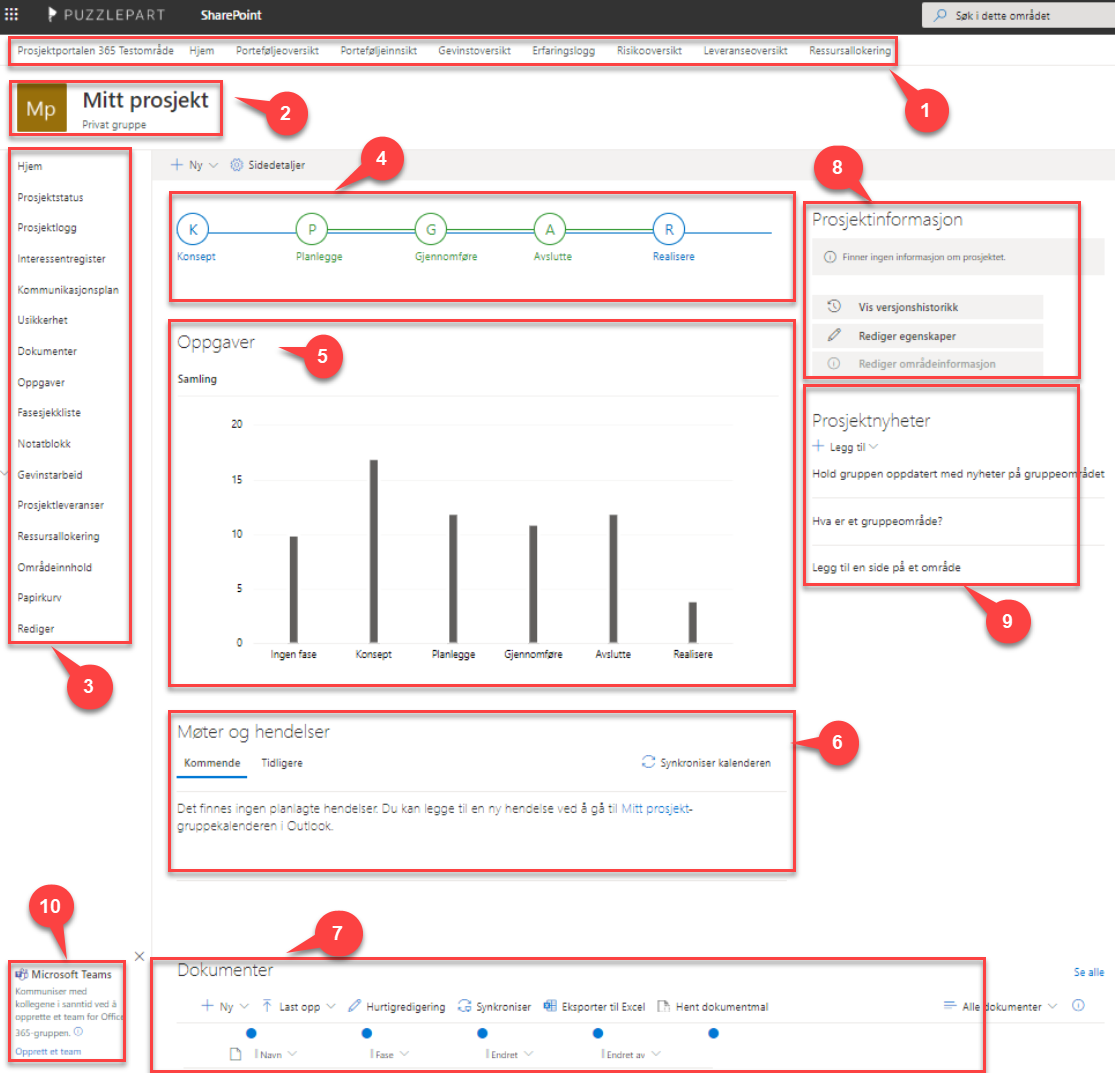 PUZZLEPART
SharePoint
Søk i dette området
Prosjektportalen 365 Testområde Hjem Porteføljeoversikt Porteføljeinnsikt Gevinstoversikt Erfaringslogg Risikooversikt Leveranseoversikt Ressursallokering
1
Mp
Mitt prosjekt
Privat gruppe
2
Hjem
Prosjektstatus
Prosjektlogg
Interessentregister
Kommunikasjonsplan
Usikkerhet
Dokumenter
Oppgaver
Fasesjekkliste
Notatblokk
Gevinstarbeid
Prosjektleveranser
Ressursallokering
Områdeinnhold
Papirkurv
Rediger
3
Ny Sidedetaljer
4
K P G A R
Konsept Planlegge Gjennomføre Avslutte Realisere
Oppgaver
5
Samling
20
15
10
5
0
Ingen fase Konsept Planlegge Gjennomføre Avslutte Realisere
Møter og hendelser
6
Kommende Tidligere Synkroniser kalenderen
Det finnes ingen planlagte hendelser. Du kan legge til en ny hendelse ved å gå til Mitt prosjekt-
gruppekalenderen i Outlook.
8
Prosjektinformasjon
Finner ingen informasjon om prosjektet.
Vis versjonshistorikk
Rediger egenskaper
Rediger områdeinformasjon
Prosjektnyheter
Legg til
Hold gruppen oppdatert med nyheter på gruppeområdet
Hva er et gruppeområde?
Legg til en side på et område
9
10
Microsoft Teams
Kommuniser med
kollegene i sanntid ved å
opprette et team for Office
365-gruppen.
Opprett et team
7
Dokumenter
Se alle
Ny Last opp Hurtigredigering Synkroniser Eksporter til Excel Hent dokumentmal Alle dokumenter
Navn Fase Endret Endret av